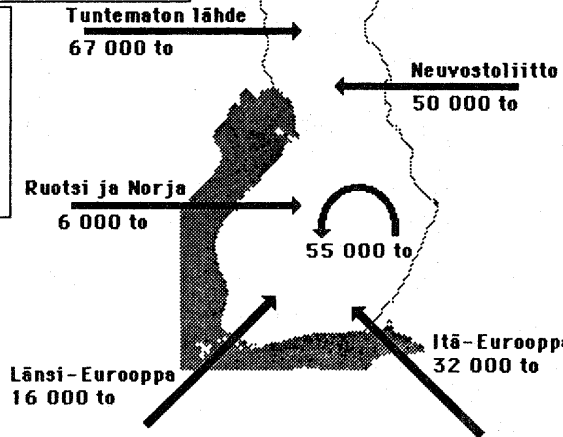 Tuntematon lähde
67 000 to
Neuvostoliitto
50 000 to
Ruotsi ja Norja
6 000 to
55 000 to
Itä-Eurooppa
32 000 to
Länsi-Eurooppa
16 000 to